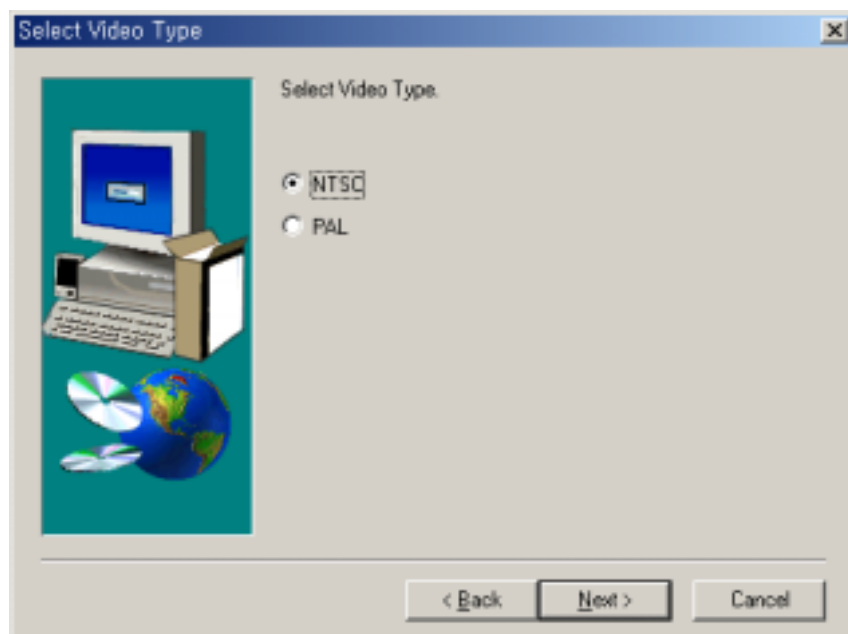 Select Video Type
Select Video Type.
NTSC
PAL
< Back
Next >
Cancel